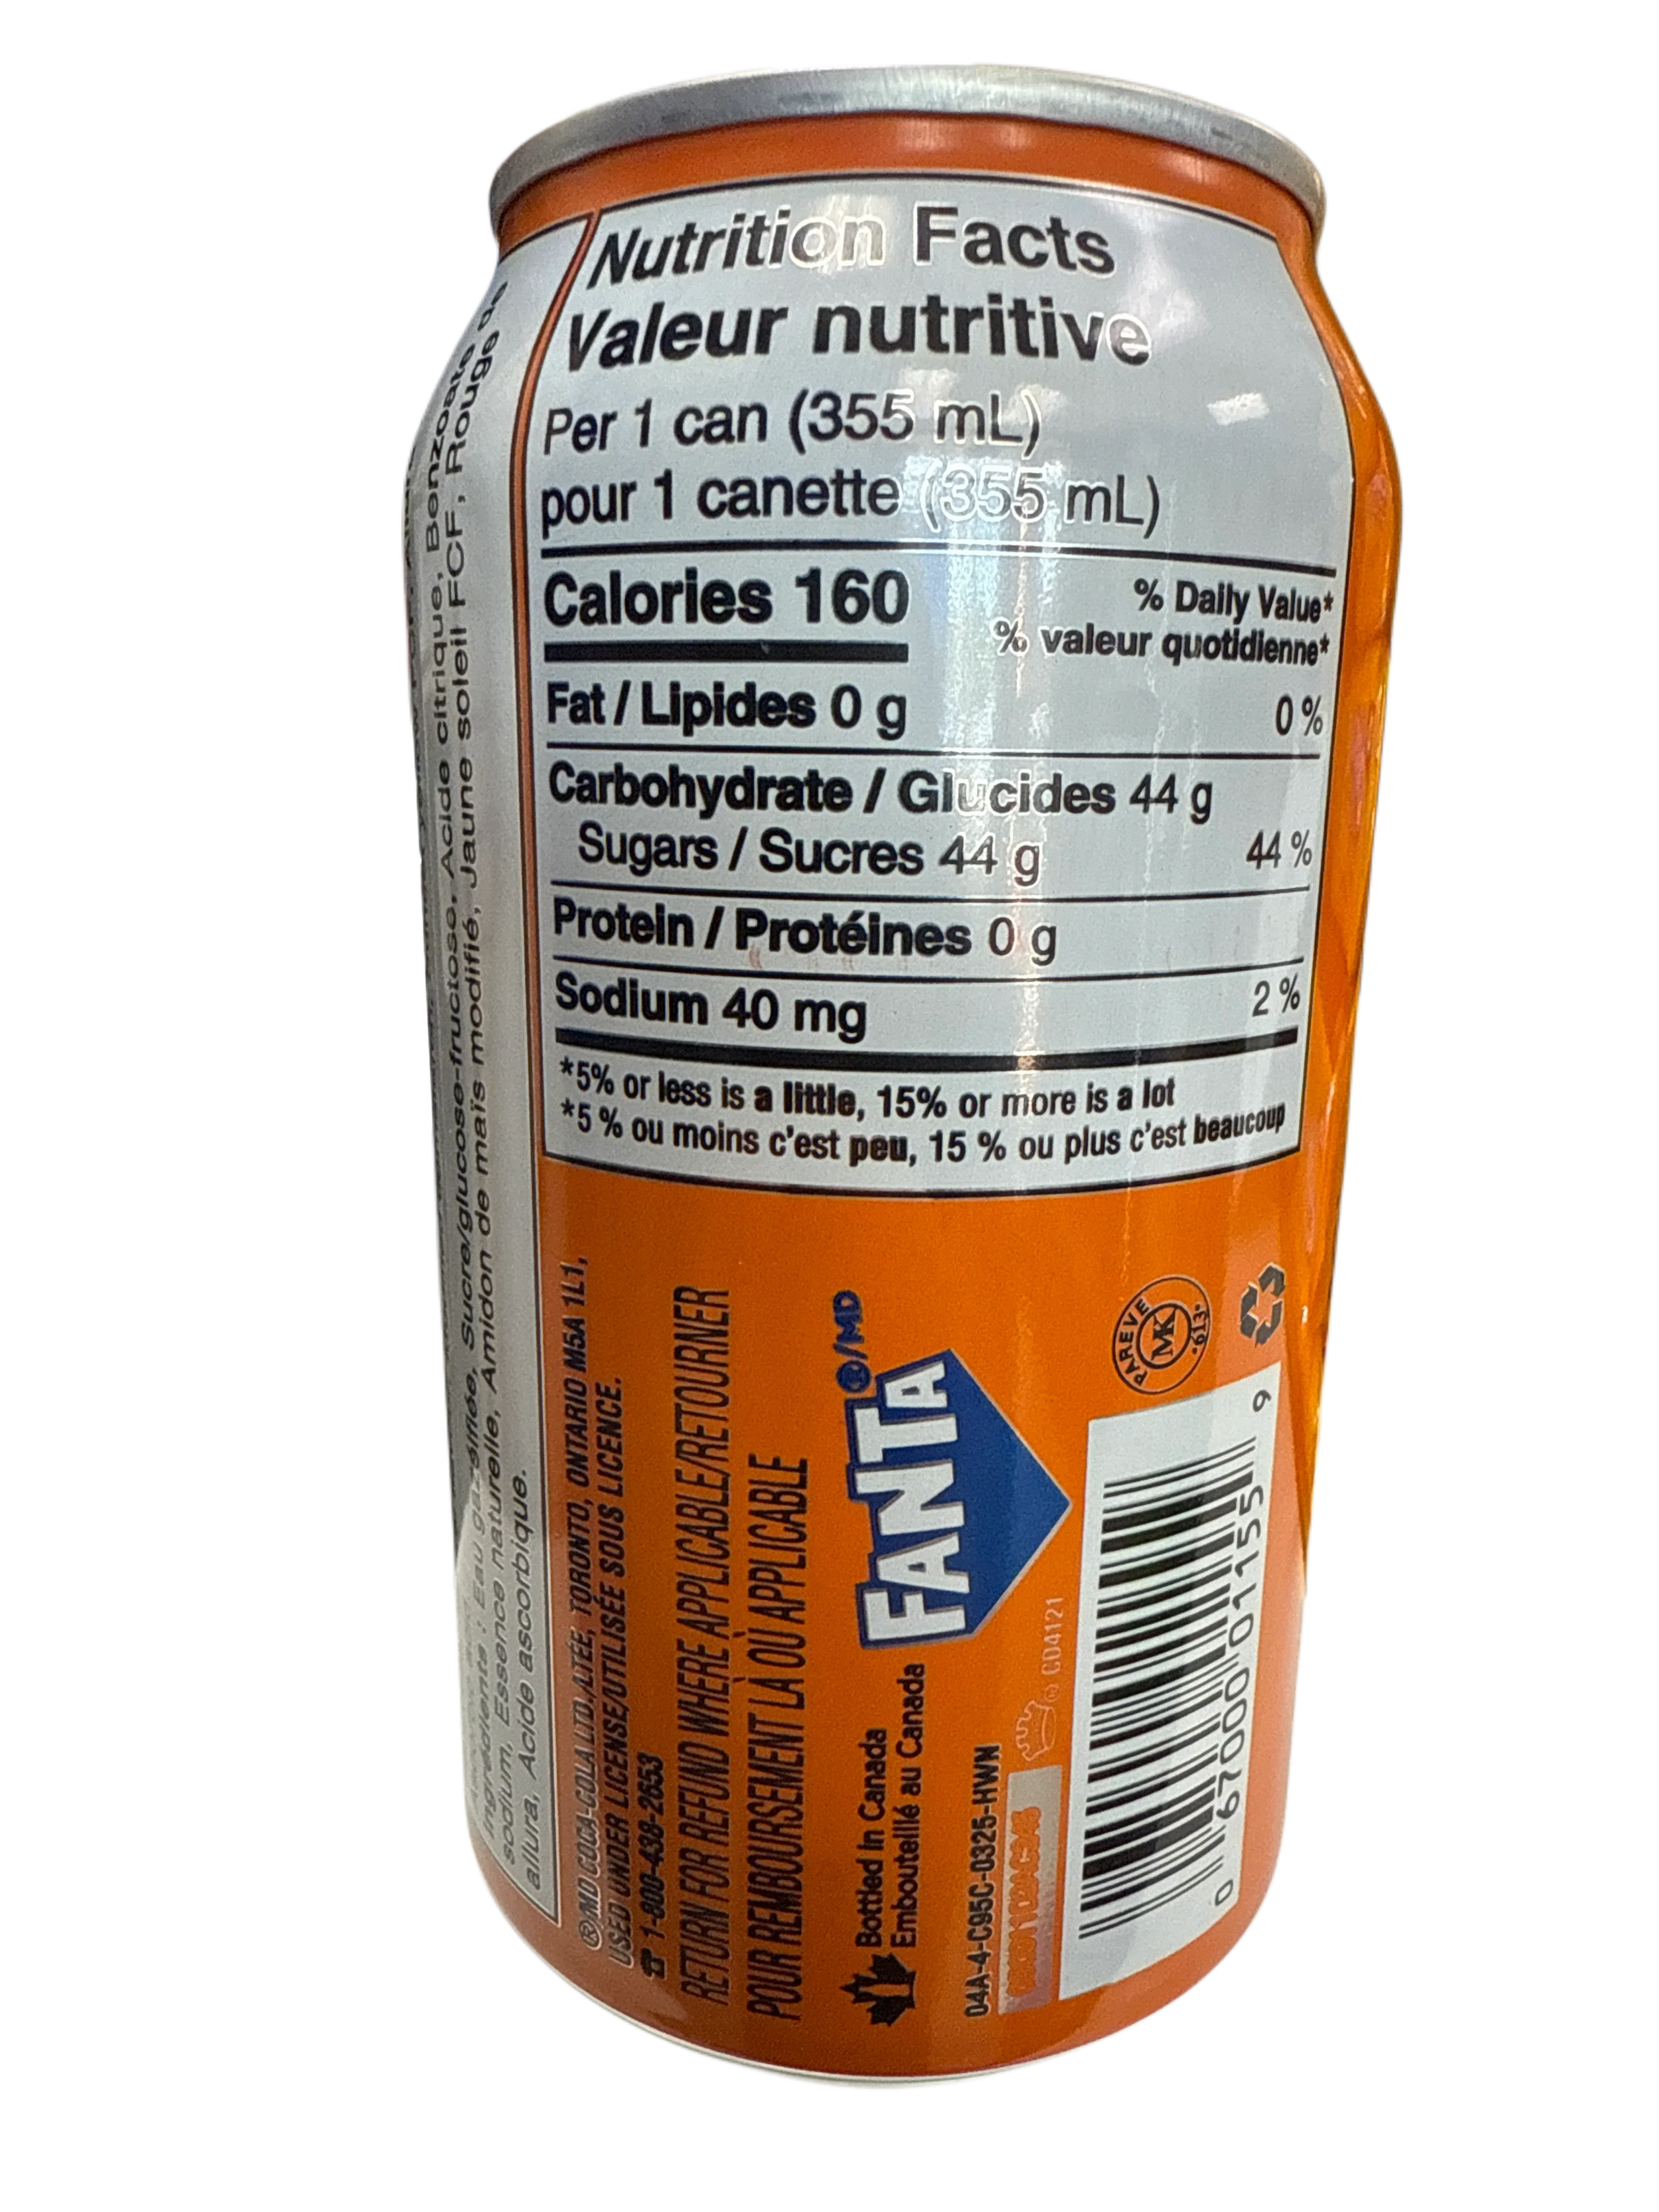 Nutrition Facts
Valeur nutritive
Per 1 can (355 mL)
pour 1 canette (355 mL)
Calories 160
% Daily Value*
% valeur quotidienne*
Fat / Lipides 0 g 0 %
Carbohydrate / Glucides 44 g
Sugars / Sucres 44 g 44 %
Protein / Protéines 0 g
Sodium 40 mg 2 %
*5% or less is a little, 15% or more is a lot
*5 % ou moins c'est peu, 15 % ou plus c'est beaucoup
Ingrédients : Eau gazéifiée, Sucre/glucose-fructose, Acide citrique, Benzoate de
sodium, Essence naturelle, Amidon de maïs modifié, Jaune soleil FCF, Rouge
allura, Acide ascorbique.
®/MD COCA-COLA LTD./LTÉE, TORONTO, ONTARIO M5A 1L1,
USED UNDER LICENSE/UTILISÉE SOUS LICENCE.
☎ 1-800-438-2653
RETURN FOR REFUND WHERE APPLICABLE/RETOURNER
POUR REMBOURSEMENT LÀ OÙ APPLICABLE
Bottled in Canada
Embouteillé au Canada
FANTA ®/MD
04A-4-C95C-0325-HWN
® CD4121
PAREVE
MK
•613•
0 67000 01155 9